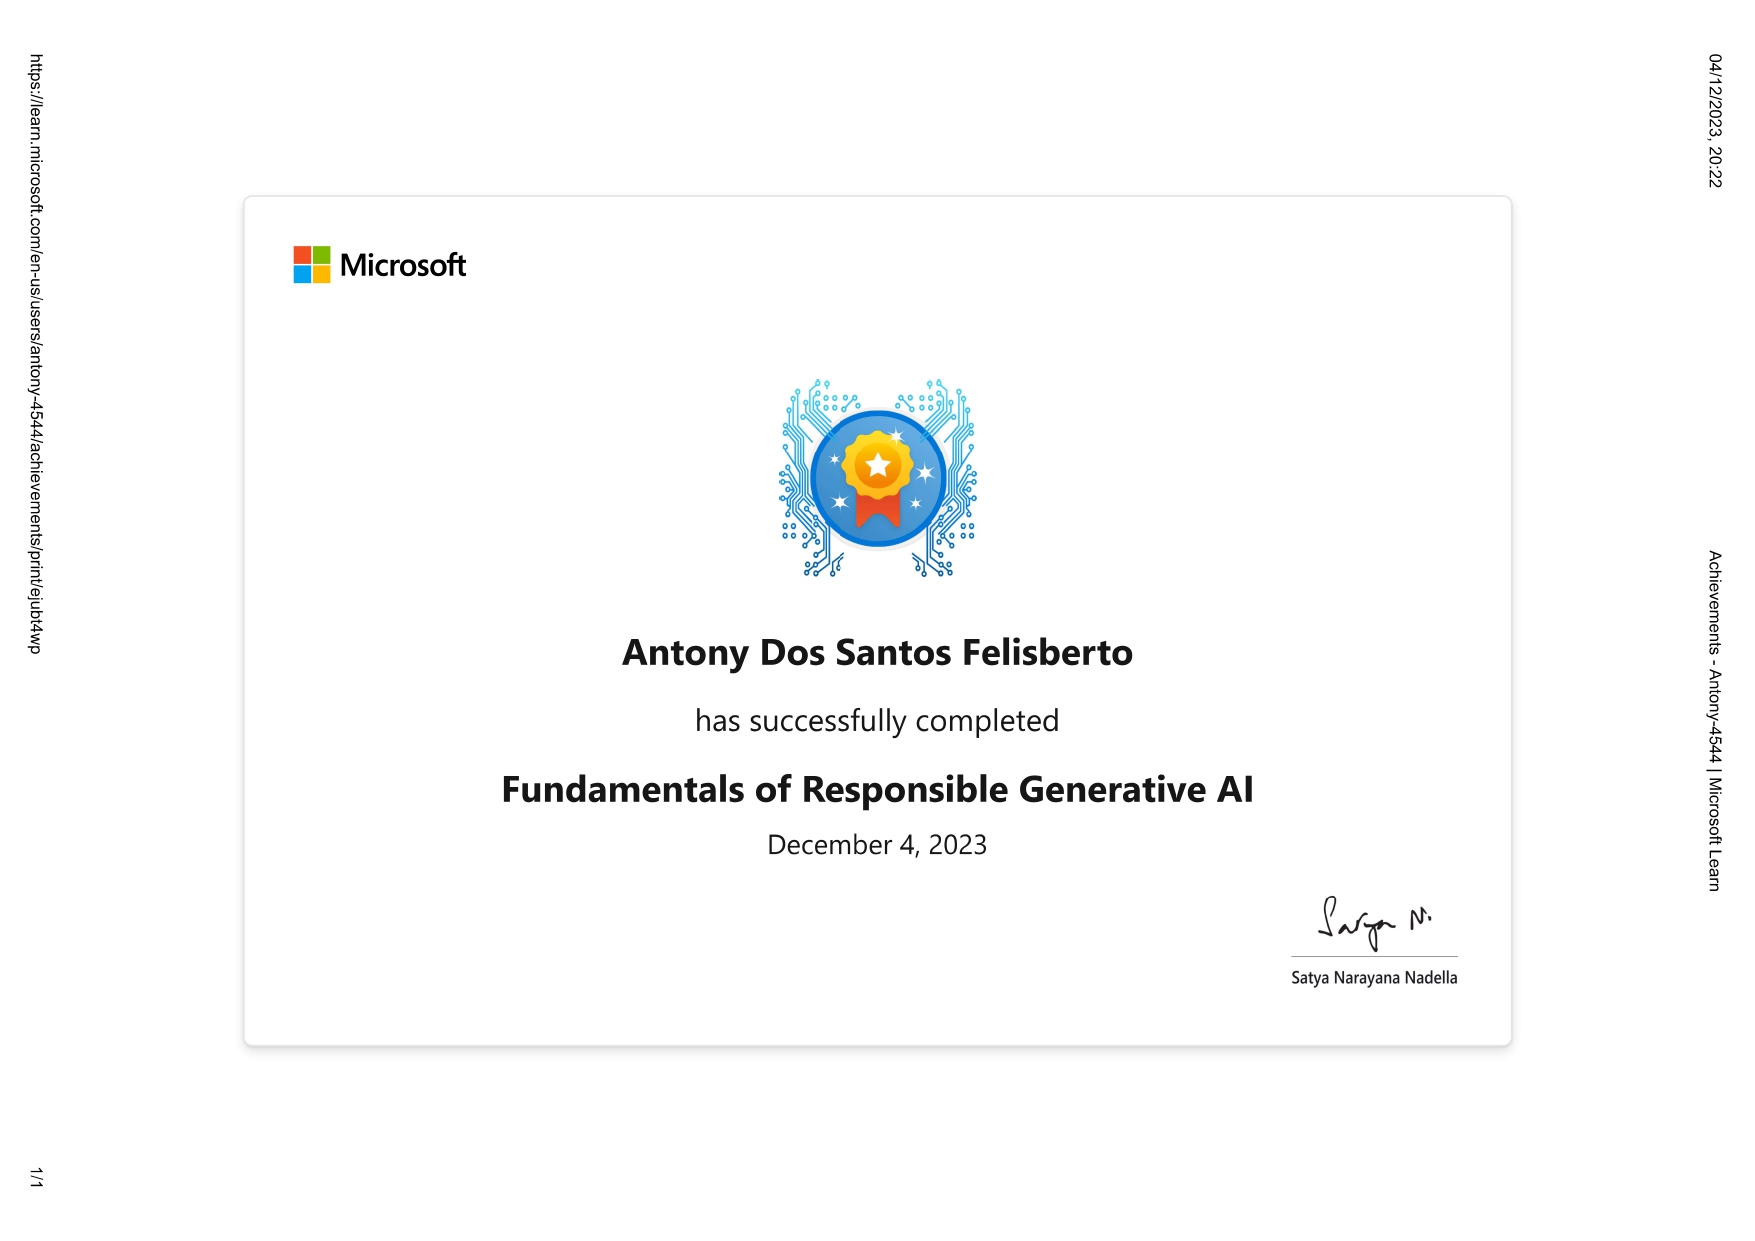 04/12/2023, 20:22
Achievements - Antony-4544 | Microsoft Learn
Microsoft
Antony Dos Santos Felisberto
has successfully completed
Fundamentals of Responsible Generative AI
December 4, 2023
Satya N.
Satya Narayana Nadella
https://learn.microsoft.com/en-us/users/antony-4544/achievements/print/ejubt4wp
1/1